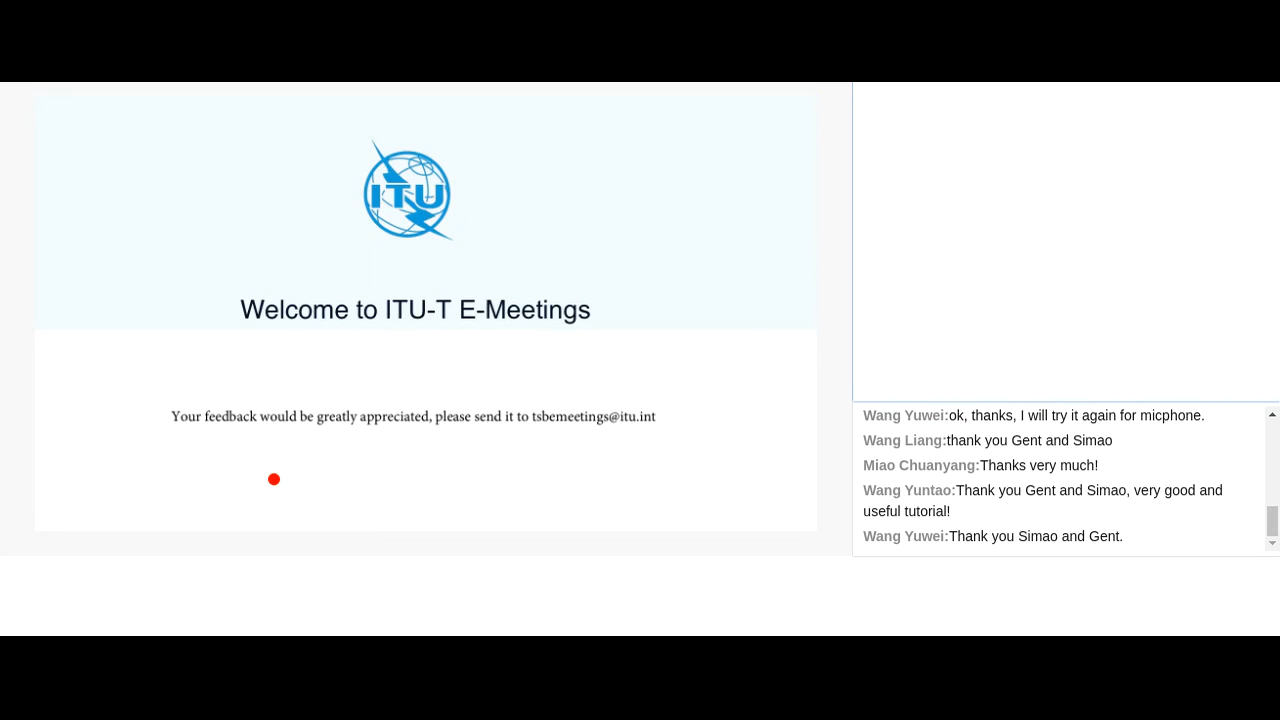 ITU
Welcome to ITU-T E-Meetings
Your feedback would be greatly appreciated, please send it to tsbemeetings@itu.int
Wang Yuwei:ok, thanks, I will try it again for micphone.
Wang Liang:thank you Gent and Simao
Miao Chuanyang:Thanks very much!
Wang Yuntao:Thank you Gent and Simao, very good and
useful tutorial!
Wang Yuwei:Thank you Simao and Gent.